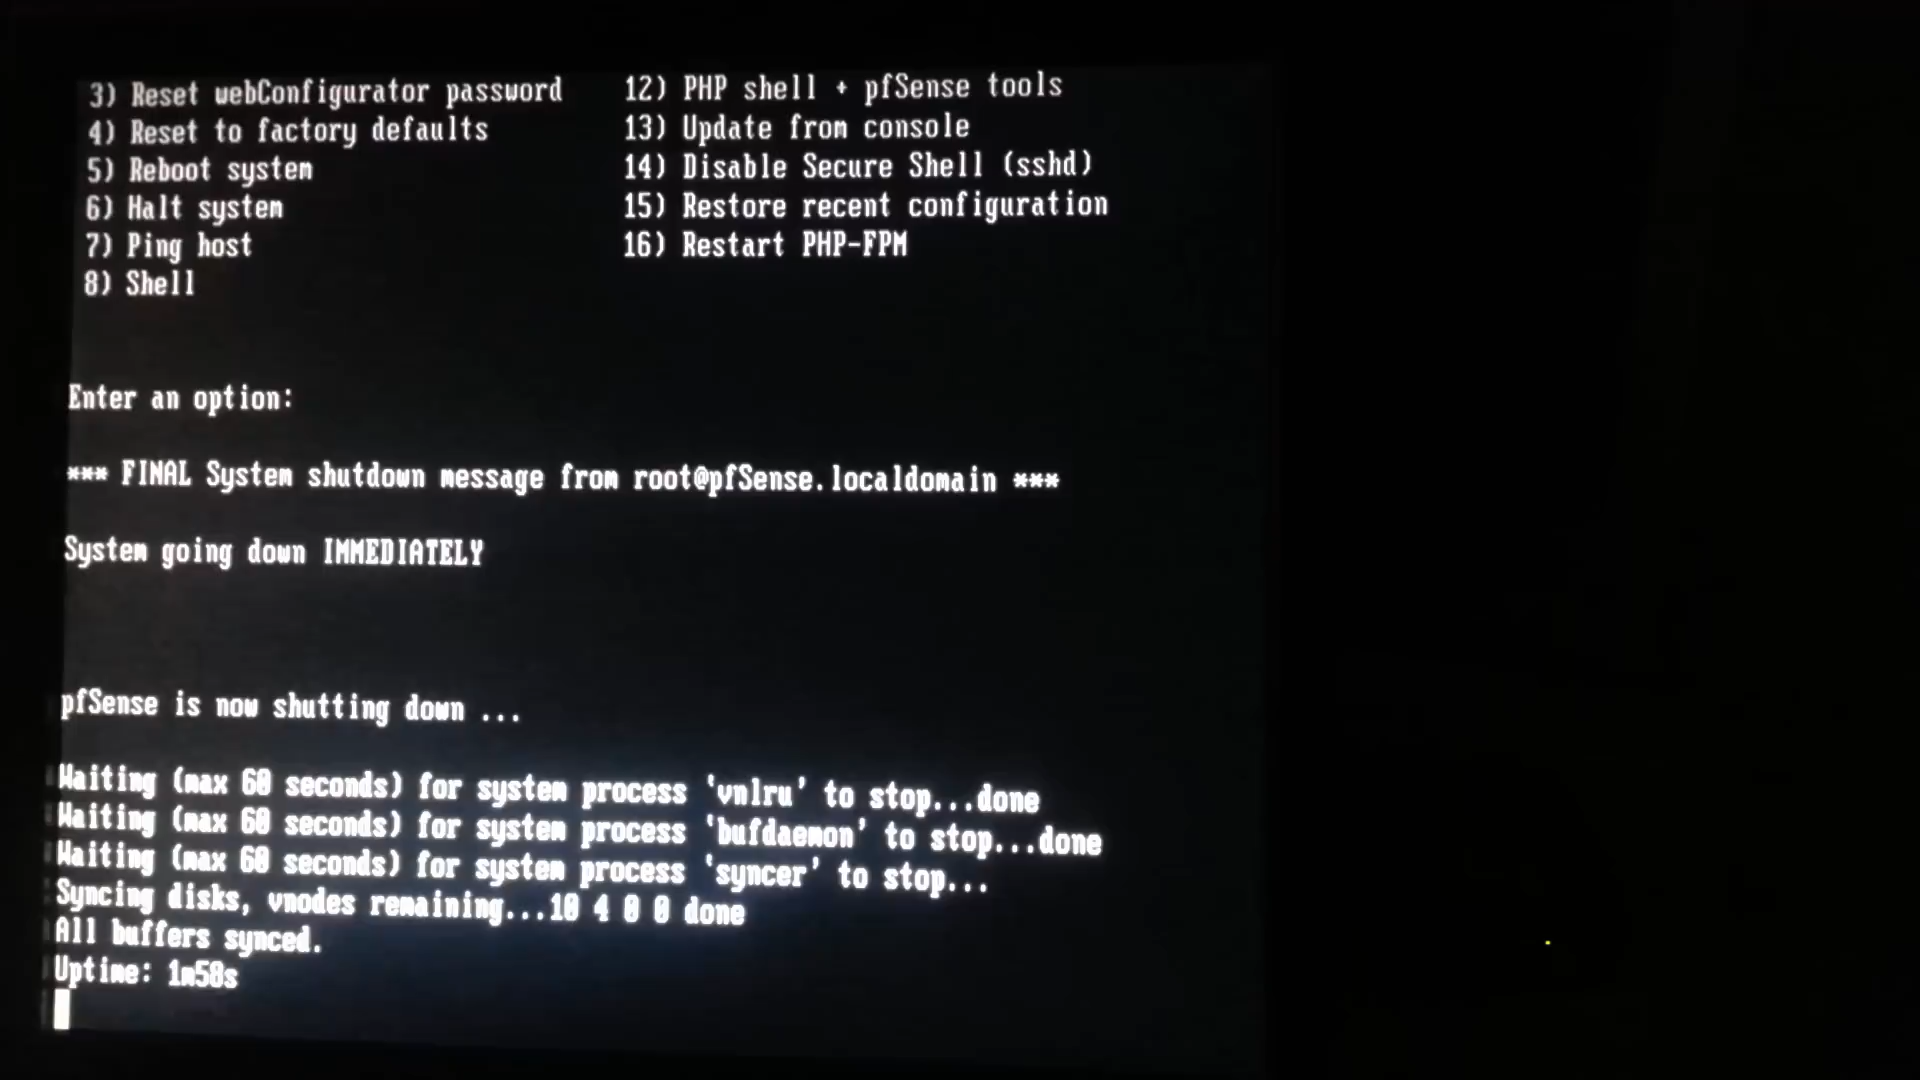 3) Reset webConfigurator password 12) PHP shell + pfSense tools
4) Reset to factory defaults 13) Update from console
5) Reboot system 14) Disable Secure Shell (sshd)
6) Halt system 15) Restore recent configuration
7) Ping host 16) Restart PHP-FPM
8) Shell
Enter an option:
*** FINAL System shutdown message from root@pfSense.localdomain ***
System going down IMMEDIATELY
pfSense is now shutting down ...
Waiting (max 60 seconds) for system process 'vnlru' to stop...done
Waiting (max 60 seconds) for system process 'bufdaemon' to stop...done
Waiting (max 60 seconds) for system process 'syncer' to stop...
Syncing disks, vnodes remaining...10 4 0 0 done
All buffers synced.
Uptime: 1m58s